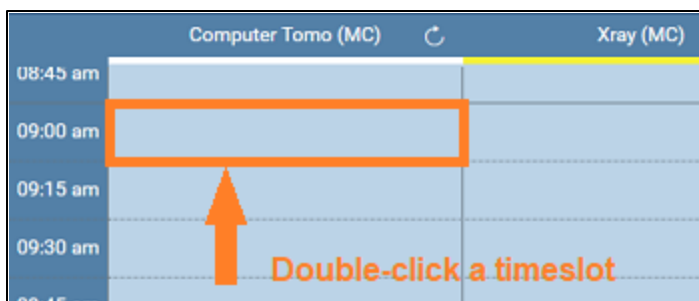 Computer Tomo (MC) Xray (MC)
08:45 am
09:00 am
09:15 am
09:30 am
Double-click a timeslot